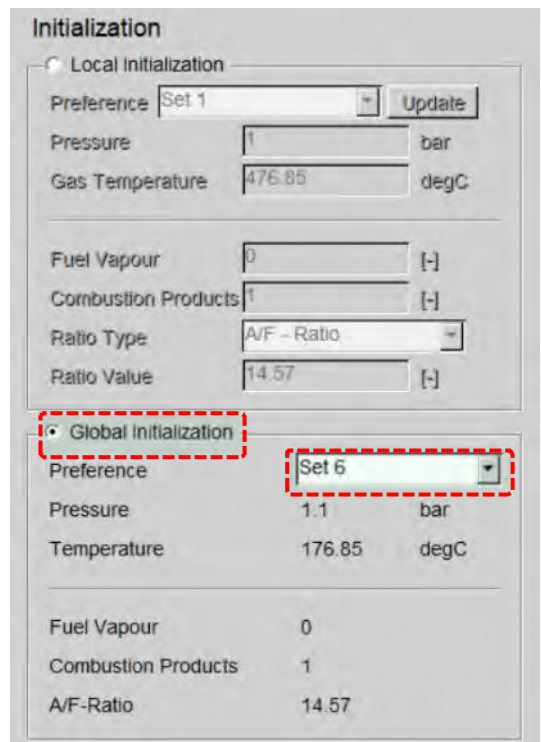 Initialization
Local Initialization
Preference Set 1 Update
Pressure 1 bar
Gas Temperature 476.85 degC
Fuel Vapour 0 [-]
Combustion Products 1 [-]
Ratio Type A/F - Ratio
Ratio Value 14.57 [-]
Global Initialization
Preference Set 6
Pressure 1.1 bar
Temperature 176.85 degC
Fuel Vapour 0
Combustion Products 1
A/F-Ratio 14.57